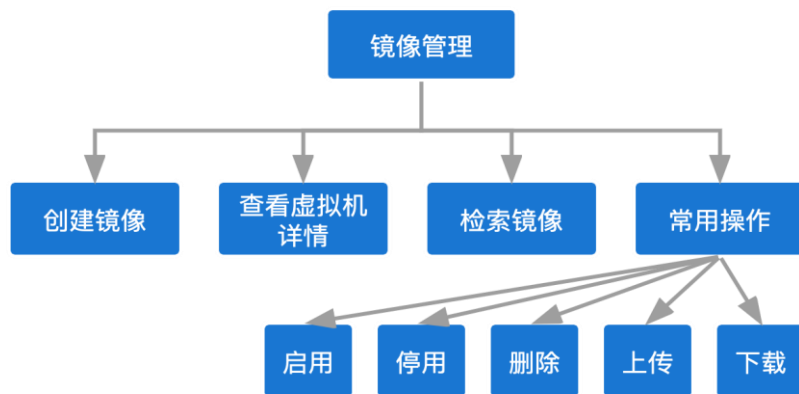 镜像管理
创建镜像
查看虚拟机
详情
检索镜像
常用操作
启用
停用
删除
上传
下载